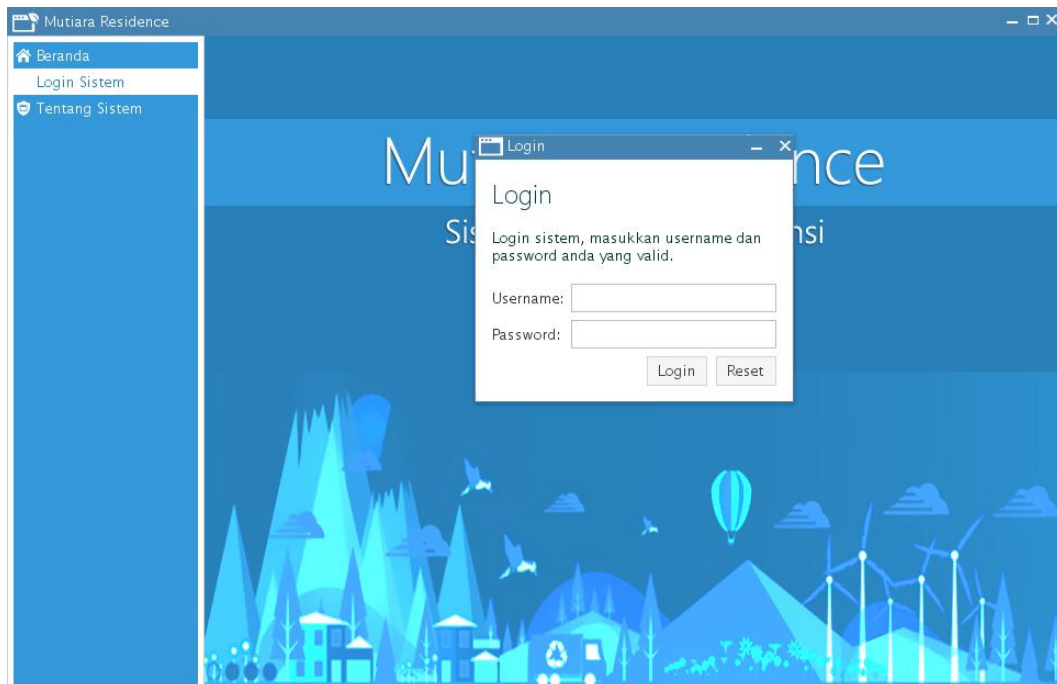 Mutiara Residence
Beranda
Login Sistem
Tentang Sistem
Login
Login
Login sistem, masukkan username dan
password anda yang valid.
Username:
Password:
Login Reset